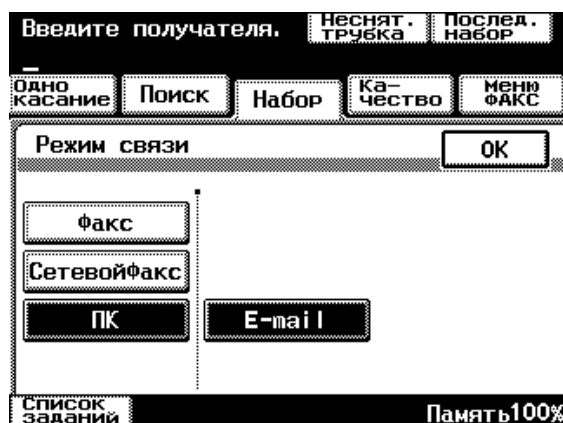 Введите получателя.
Неснят.
трубка
Послед.
набор
Одно
касание
Поиск
Набор
Ка-
чество
Меню
ФАКС
Режим связи
OK
Факс
СетевойФакс
ПК
E-mail
Список
заданий
Память100%